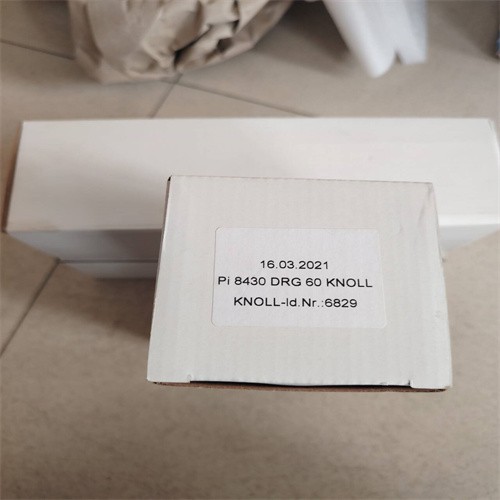 16.03.2021
Pi 8430 DRG 60 KNOLL
KNOLL-Id.Nr.:6829